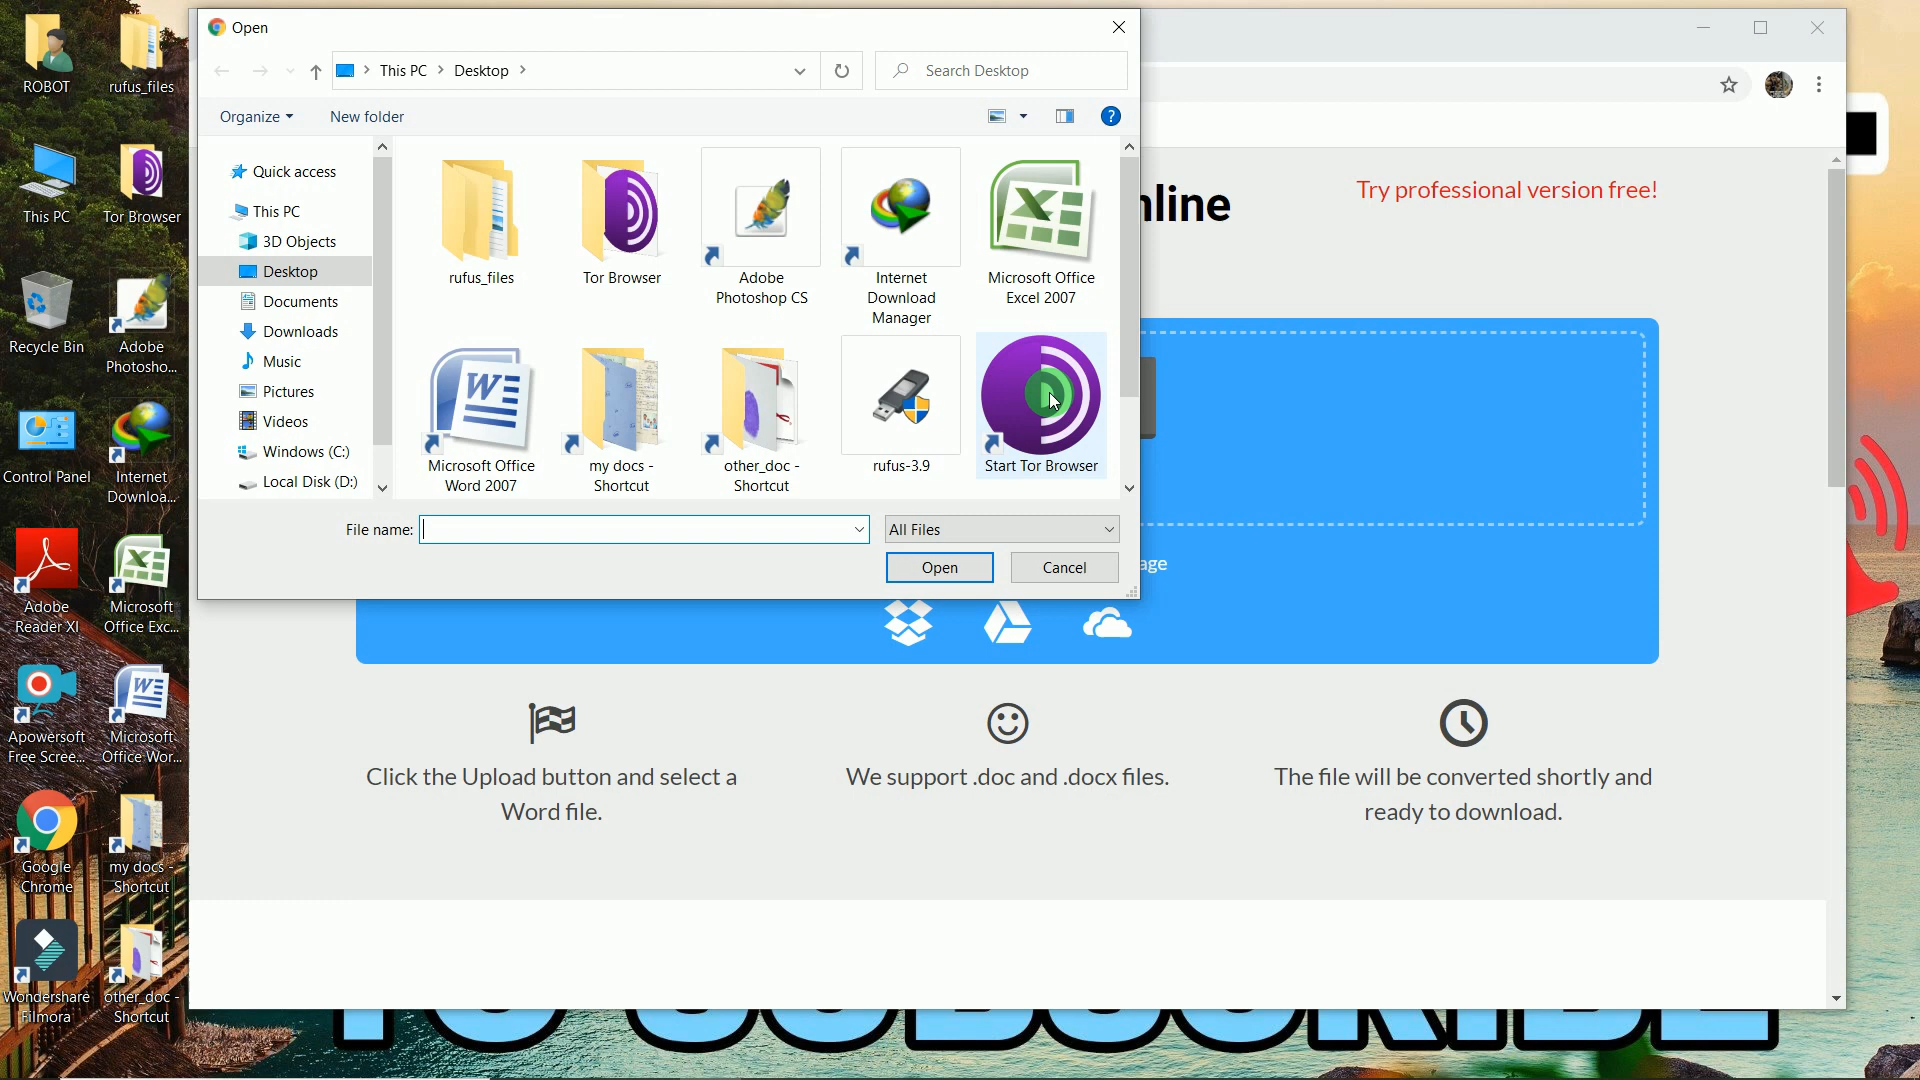 ROBOT
rufus_files
This PC
Tor Browser
Recycle Bin
Adobe
Photosho...
Control Panel
Internet
Downloa...
Adobe
Reader XI
Microsoft
Office Exc...
Apowersoft
Free Scree...
Microsoft
Office Wor...
Google
Chrome
my docs -
Shortcut
Wondershare
Filmora
other_doc -
Shortcut
Open
This PC
Desktop
Search Desktop
Organize
New folder
?
Quick access
This PC
3D Objects
Desktop
Documents
Downloads
Music
Pictures
Videos
Windows (C:)
Local Disk (D:)
rufus_files
Tor Browser
Adobe
Photoshop CS
Internet
Download
Manager
Microsoft Office
Excel 2007
Microsoft Office
Word 2007
my docs -
Shortcut
other_doc -
Shortcut
rufus-3.9
Start Tor Browser
File name:
All Files
Open
Cancel
nline
Try professional version free!
age
Click the Upload button and select a
Word file.
We support .doc and .docx files.
The file will be converted shortly and
ready to download.
TO SUBSCRIBE